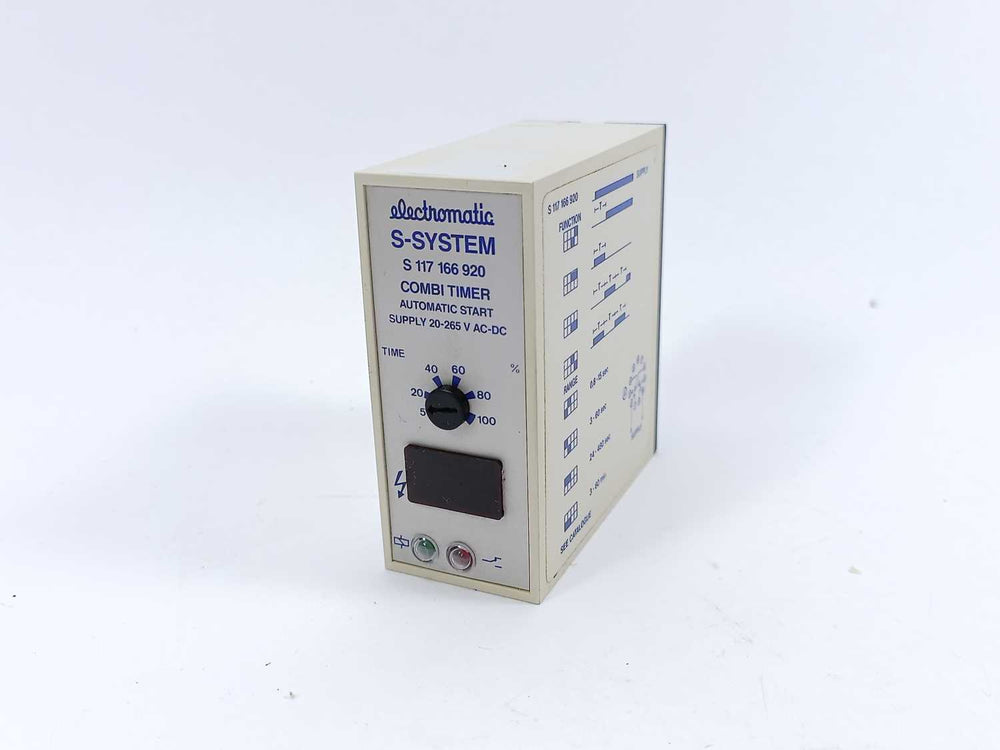 electromatic
S-SYSTEM
S 117 166 920
COMBI TIMER
AUTOMATIC START
SUPPLY 20-265 V AC-DC
TIME
%
40 60
20 80
5 100
S 117 166 920
SUPPLY
FUNCTION
T
T
T T T
T T T
RANGE
0,8-15 sec
3-60 sec
24-480 sec
3-60 min
SEE CATALOGUE